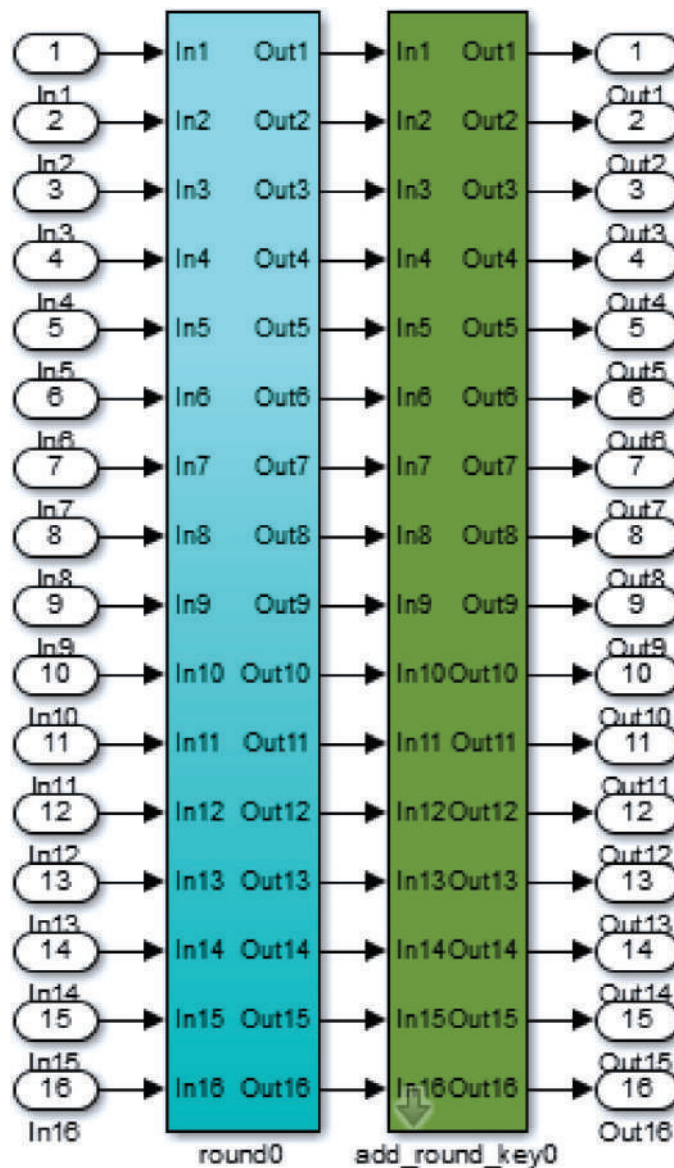 1 In1 Out1 In1 Out1 1
In1 Out1
2 In2 Out2 In2 Out2 2
In2 Out2
3 In3 Out3 In3 Out3 3
In3 Out3
4 In4 Out4 In4 Out4 4
In4 Out4
5 In5 Out5 In5 Out5 5
In5 Out5
6 In6 Out6 In6 Out6 6
In6 Out6
7 In7 Out7 In7 Out7 7
In7 Out7
8 In8 Out8 In8 Out8 8
In8 Out8
9 In9 Out9 In9 Out9 9
In9 Out9
10 In10 Out10 In10 Out10 10
In10 Out10
11 In11 Out11 In11 Out11 11
In11 Out11
12 In12 Out12 In12 Out12 12
In12 Out12
13 In13 Out13 In13 Out13 13
In13 Out13
14 In14 Out14 In14 Out14 14
In14 Out14
15 In15 Out15 In15 Out15 15
In15 Out15
16 In16 Out16 In16 Out16 16
In16 Out16
round0 add_round_key0